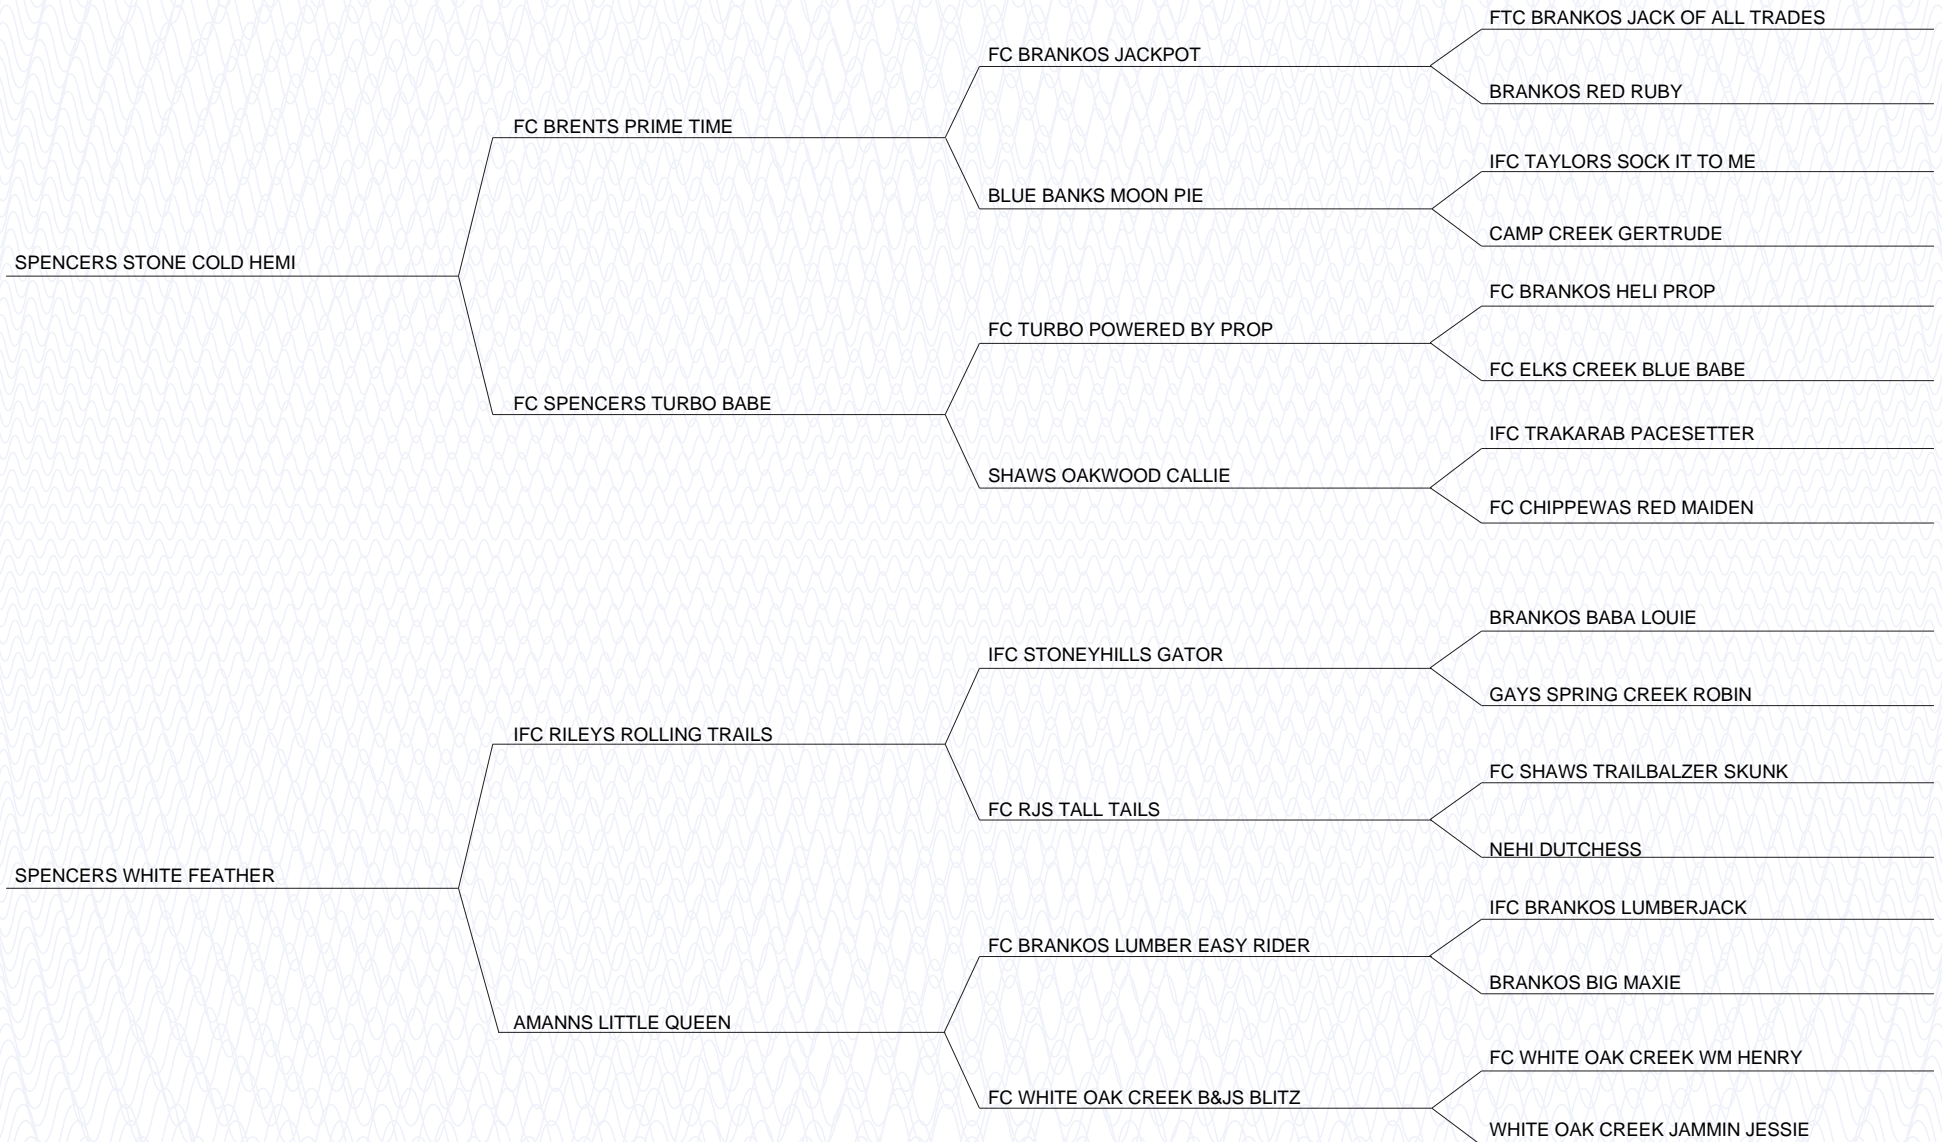 FTC BRANKOS JACK OF ALL TRADES
FC BRANKOS JACKPOT
BRANKOS RED RUBY
FC BRENTS PRIME TIME
IFC TAYLORS SOCK IT TO ME
BLUE BANKS MOON PIE
CAMP CREEK GERTRUDE
SPENCERS STONE COLD HEMI
FC BRANKOS HELI PROP
FC TURBO POWERED BY PROP
FC ELKS CREEK BLUE BABE
FC SPENCERS TURBO BABE
IFC TRAKARAB PACESETTER
SHAWS OAKWOOD CALLIE
FC CHIPPEWAS RED MAIDEN
BRANKOS BABA LOUIE
IFC STONEYHILLS GATOR
GAYS SPRING CREEK ROBIN
IFC RILEYS ROLLING TRAILS
FC SHAWS TRAILBALZER SKUNK
FC RJS TALL TAILS
NEHI DUTCHESS
SPENCERS WHITE FEATHER
IFC BRANKOS LUMBERJACK
FC BRANKOS LUMBER EASY RIDER
BRANKOS BIG MAXIE
AMANNS LITTLE QUEEN
FC WHITE OAK CREEK WM HENRY
FC WHITE OAK CREEK B&JS BLITZ
WHITE OAK CREEK JAMMIN JESSIE